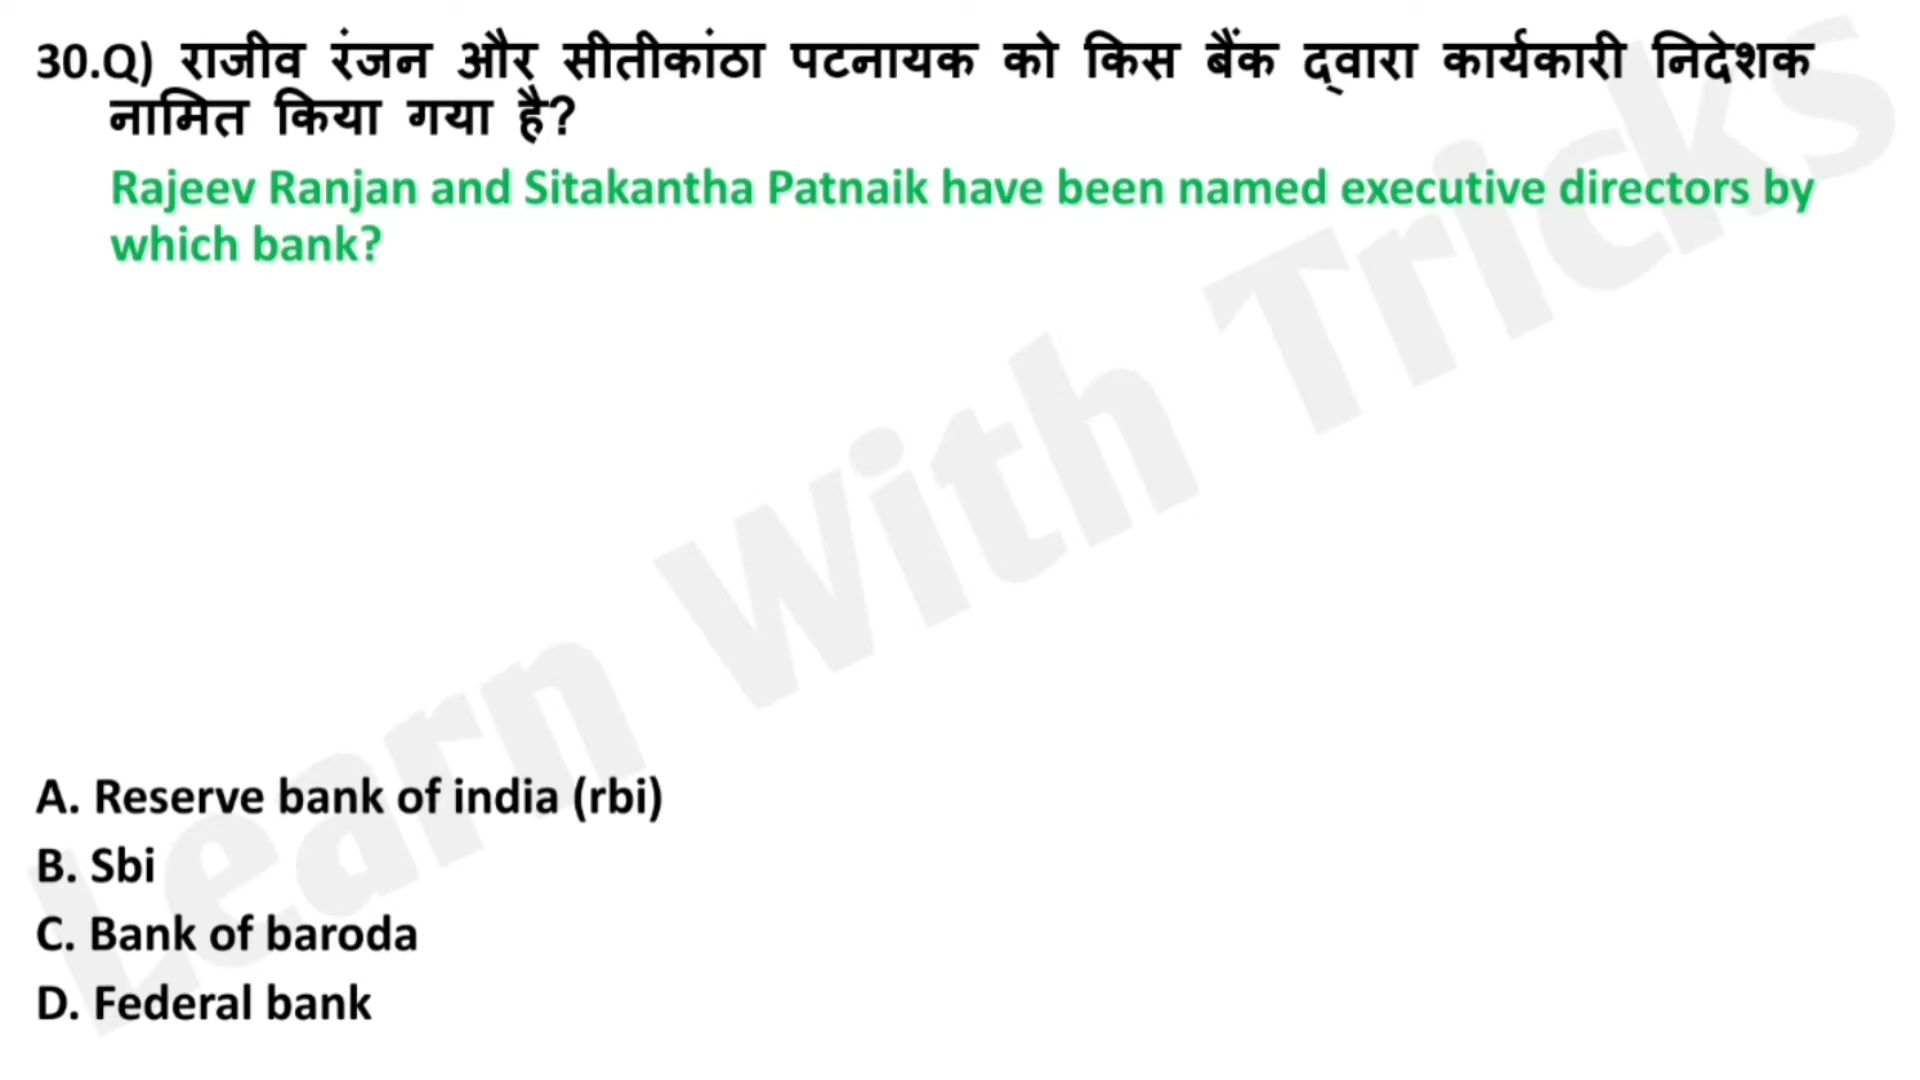 30.Q) राजीव रंजन और सीतीकांठा पटनायक को किस बैंक द्वारा कार्यकारी निदेशक
नामित किया गया है?
Rajeev Ranjan and Sitakantha Patnaik have been named executive directors by
which bank?
Learn With Tricks
A. Reserve bank of india (rbi)
B. Sbi
C. Bank of baroda
D. Federal bank